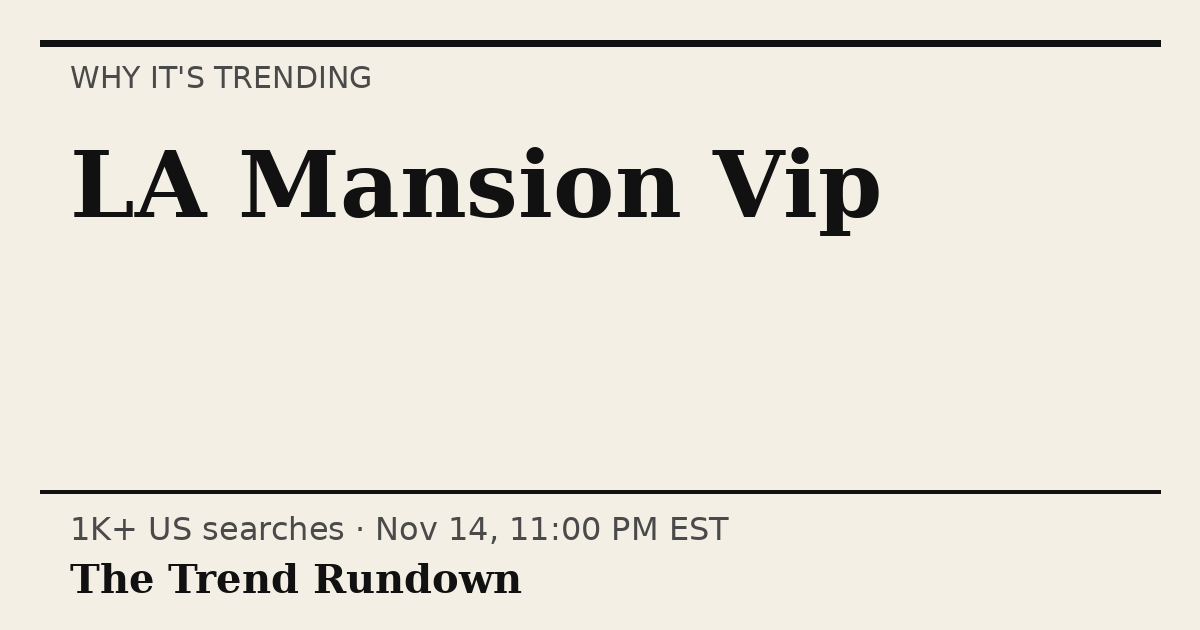 WHY IT'S TRENDING
LA Mansion Vip
1K+ US searches · Nov 14, 11:00 PM EST
The Trend Rundown